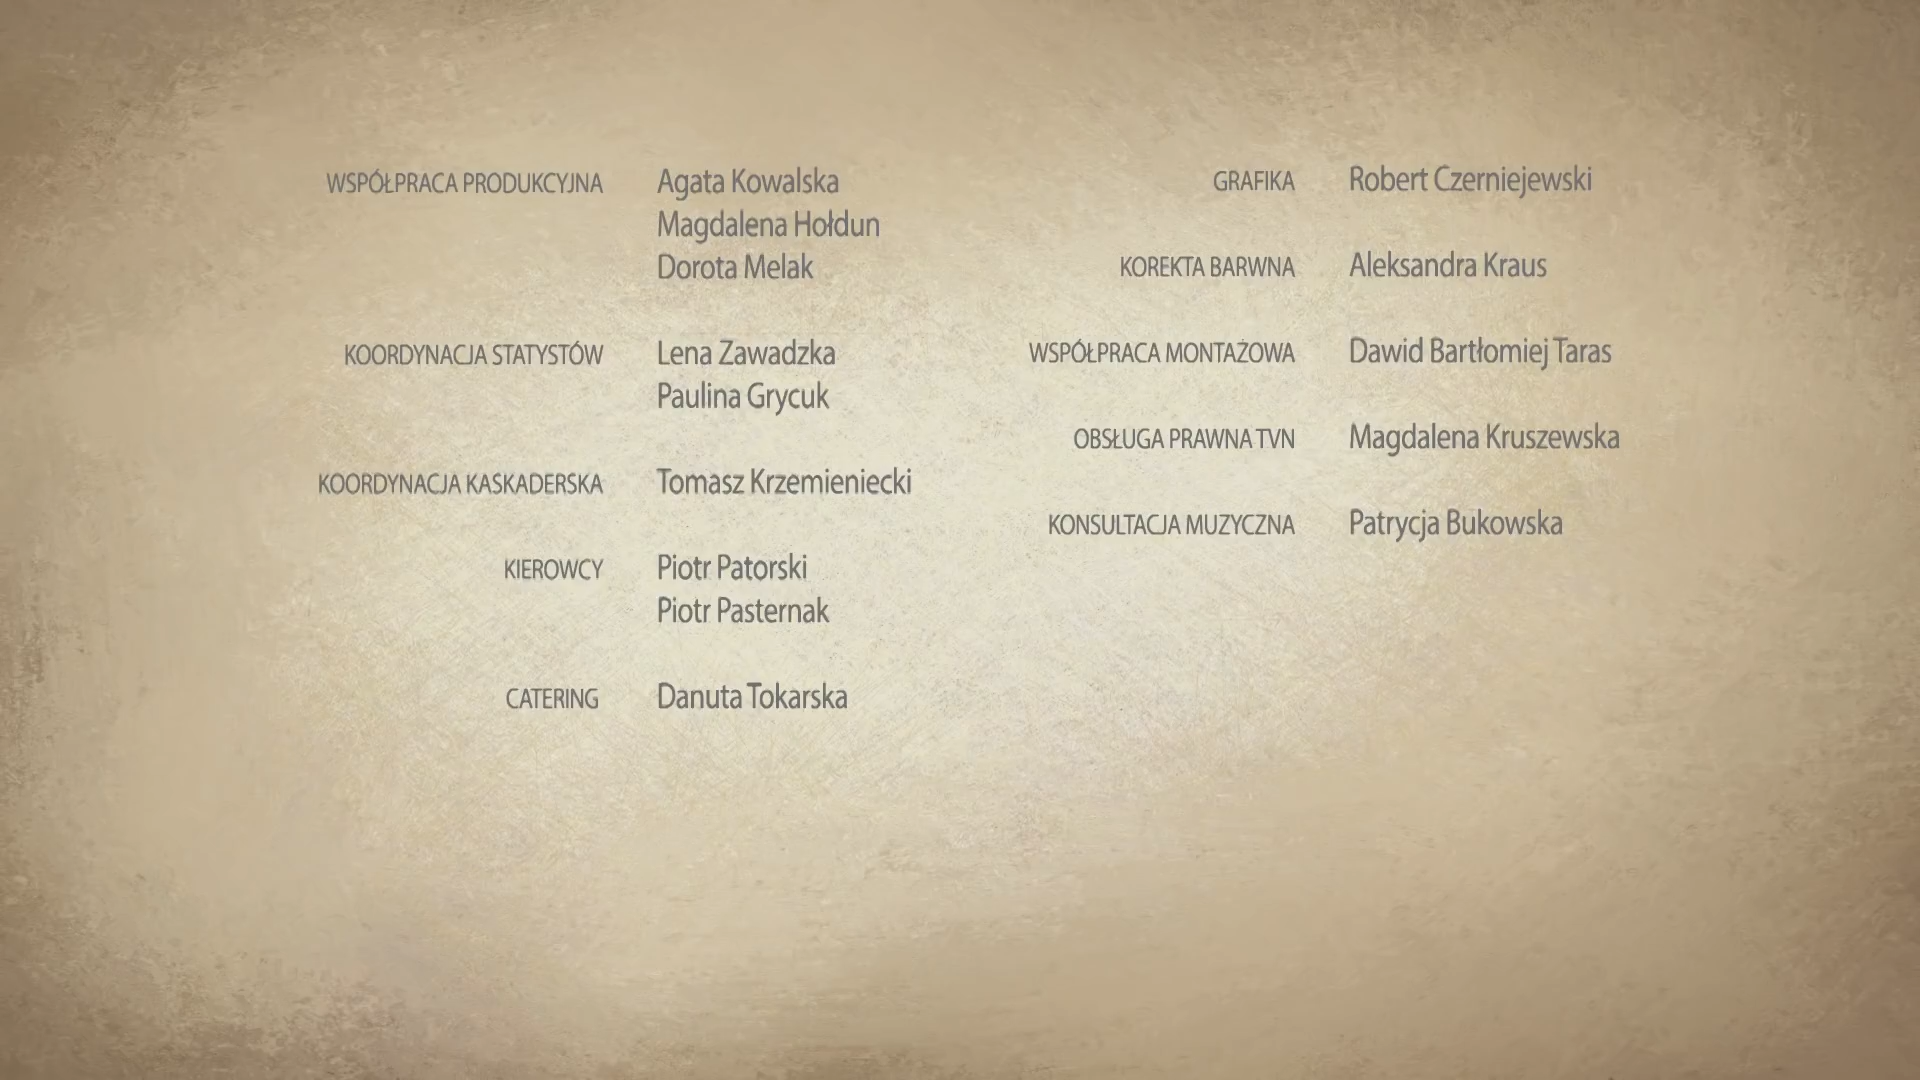 WSPÓŁPRACA PRODUKCYJNA Agata Kowalska
Magdalena Hołdun
Dorota Melak
KOORDYNACJA STATYSTÓW Lena Zawadzka
Paulina Grycuk
KOORDYNACJA KASKADERSKA Tomasz Krzemieniecki
KIEROWCY Piotr Patorski
Piotr Pasternak
CATERING Danuta Tokarska
GRAFIKA Robert Czerniejewski
KOREKTA BARWNA Aleksandra Kraus
WSPÓŁPRACA MONTAŻOWA Dawid Bartłomiej Taras
OBSŁUGA PRAWNA TVN Magdalena Kruszewska
KONSULTACJA MUZYCZNA Patrycja Bukowska